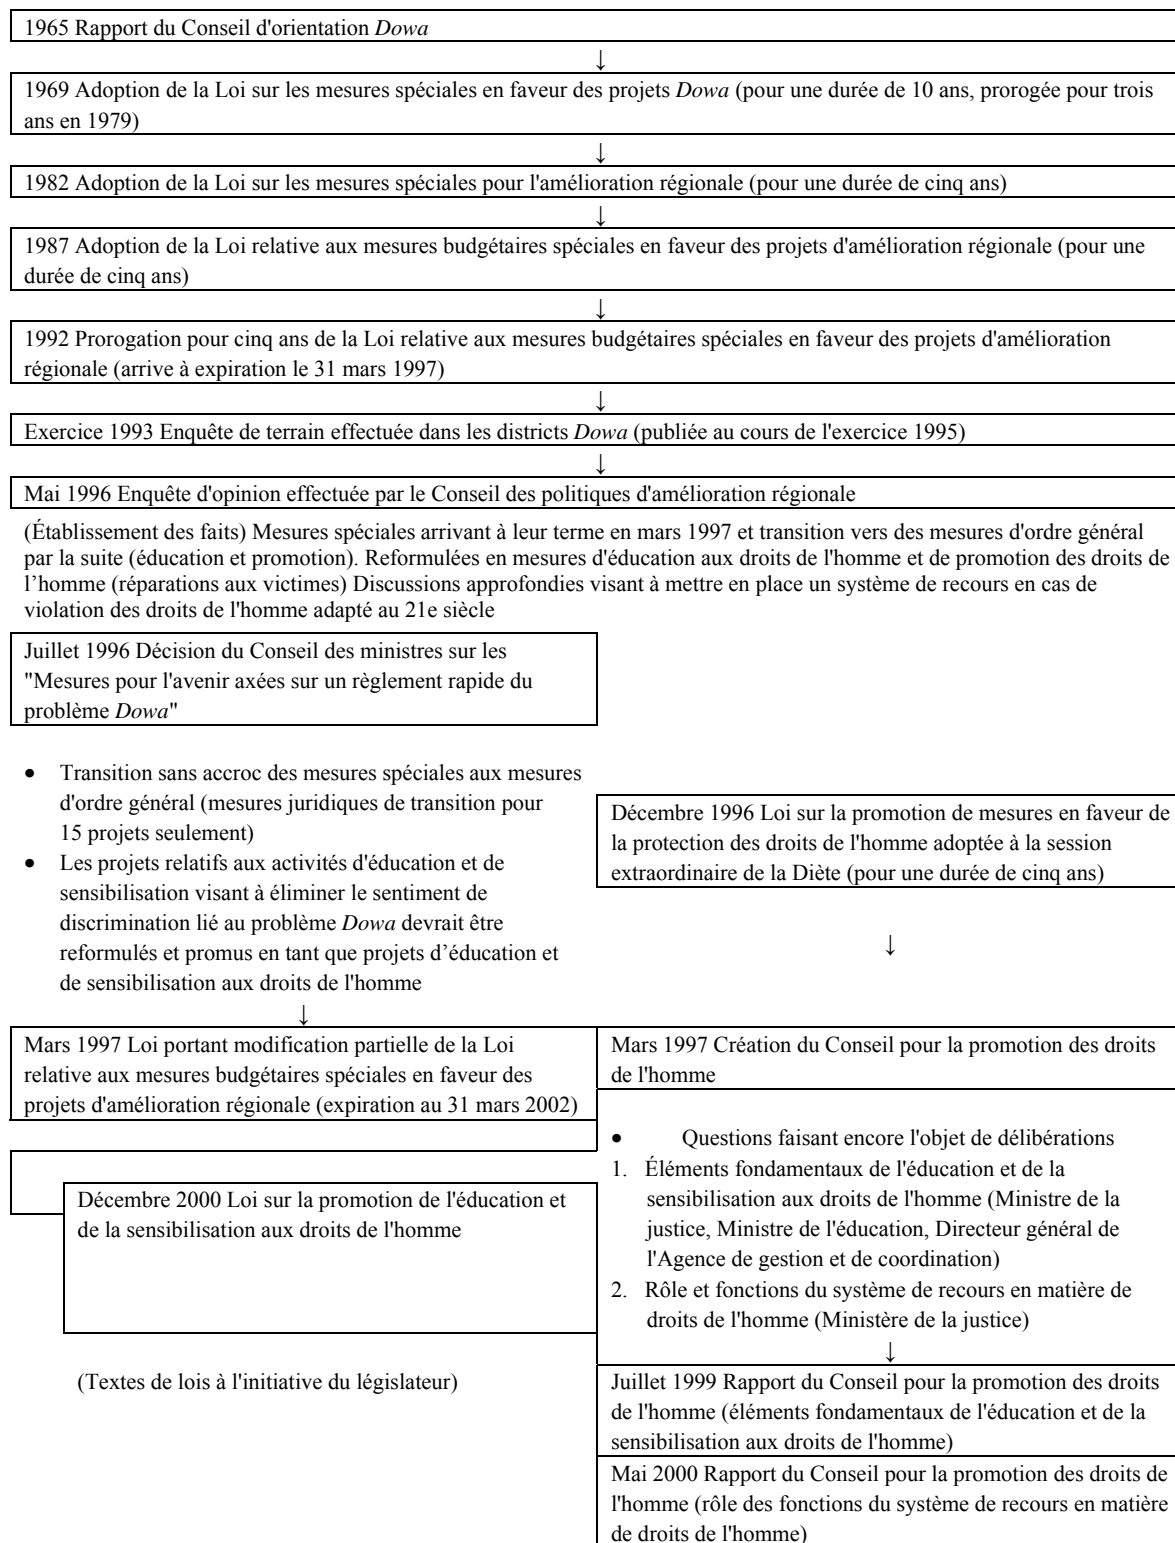 1965 Rapport du Conseil d'orientation Dowa
↓
1969 Adoption de la Loi sur les mesures spéciales en faveur des projets Dowa (pour une durée de 10 ans, prorogée pour trois
ans en 1979)
↓
1982 Adoption de la Loi sur les mesures spéciales pour l'amélioration régionale (pour une durée de cinq ans)
↓
1987 Adoption de la Loi relative aux mesures budgétaires spéciales en faveur des projets d'amélioration régionale (pour une
durée de cinq ans)
↓
1992 Prorogation pour cinq ans de la Loi relative aux mesures budgétaires spéciales en faveur des projets d'amélioration
régionale (arrive à expiration le 31 mars 1997)
↓
Exercice 1993 Enquête de terrain effectuée dans les districts Dowa (publiée au cours de l'exercice 1995)
↓
Mai 1996 Enquête d'opinion effectuée par le Conseil des politiques d'amélioration régionale
(Établissement des faits) Mesures spéciales arrivant à leur terme en mars 1997 et transition vers des mesures d'ordre général
par la suite (éducation et promotion). Reformulées en mesures d'éducation aux droits de l'homme et de promotion des droits de
l’homme (réparations aux victimes) Discussions approfondies visant à mettre en place un système de recours en cas de
violation des droits de l'homme adapté au 21e siècle
Juillet 1996 Décision du Conseil des ministres sur les
"Mesures pour l'avenir axées sur un règlement rapide du
problème Dowa"
• Transition sans accroc des mesures spéciales aux mesures
d'ordre général (mesures juridiques de transition pour
15 projets seulement)
• Les projets relatifs aux activités d'éducation et de
sensibilisation visant à éliminer le sentiment de
discrimination lié au problème Dowa devrait être
reformulés et promus en tant que projets d’éducation et
de sensibilisation aux droits de l'homme
↓
Décembre 1996 Loi sur la promotion de mesures en faveur de
la protection des droits de l'homme adoptée à la session
extraordinaire de la Diète (pour une durée de cinq ans)
↓
Mars 1997 Loi portant modification partielle de la Loi
relative aux mesures budgétaires spéciales en faveur des
projets d'amélioration régionale (expiration au 31 mars 2002)
Décembre 2000 Loi sur la promotion de l'éducation et
de la sensibilisation aux droits de l'homme
(Textes de lois à l'initiative du législateur)
Mars 1997 Création du Conseil pour la promotion des droits
de l'homme
• Questions faisant encore l'objet de délibérations
1. Éléments fondamentaux de l'éducation et de la
sensibilisation aux droits de l'homme (Ministre de la
justice, Ministre de l'éducation, Directeur général de
l'Agence de gestion et de coordination)
2. Rôle et fonctions du système de recours en matière de
droits de l'homme (Ministère de la justice)
↓
Juillet 1999 Rapport du Conseil pour la promotion des droits
de l'homme (éléments fondamentaux de l'éducation et de la
sensibilisation aux droits de l'homme)
Mai 2000 Rapport du Conseil pour la promotion des droits de
l'homme (rôle des fonctions du système de recours en matière
de droits de l'homme)